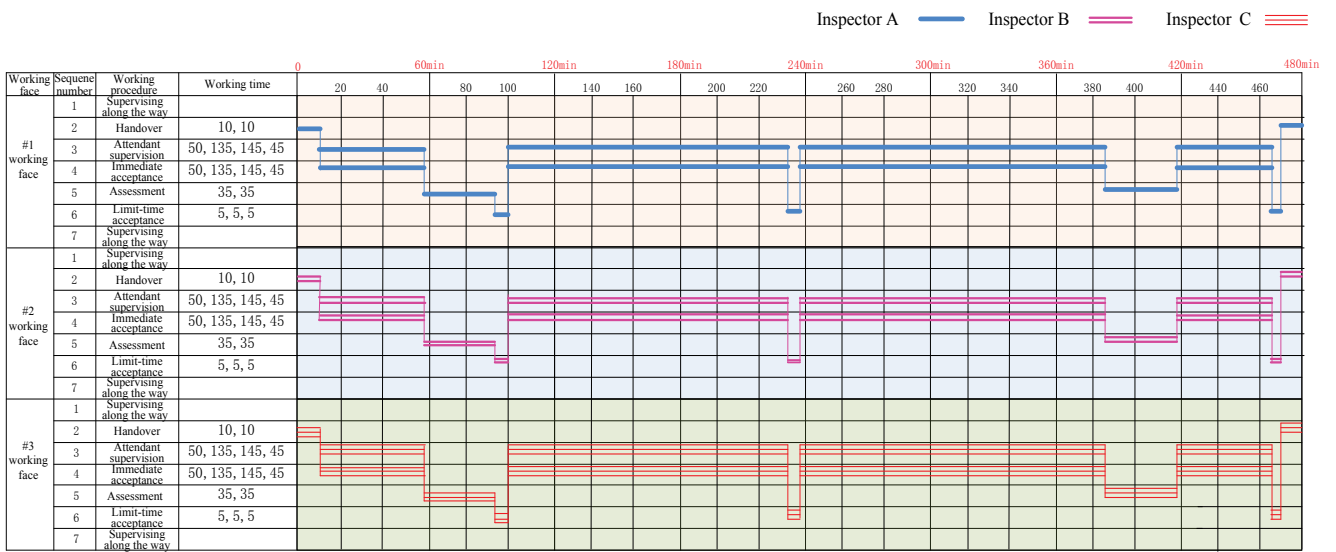 Inspector A Inspector B Inspector C
0 60min 120min 180min 240min 300min 360min 420min 480min
Working face Sequene number Working procedure Working time
20 40 60 80 100 140 160 200 220 260 280 320 340 380 400 440 460
#1 working face
1 Supervising along the way
2 Handover 10, 10
3 Attendant supervision 50, 135, 145, 45
4 Immediate acceptance 50, 135, 145, 45
5 Assessment 35, 35
6 Limit-time acceptance 5, 5, 5
7 Supervising along the way
#2 working face
1 Supervising along the way
2 Handover 10, 10
3 Attendant supervision 50, 135, 145, 45
4 Immediate acceptance 50, 135, 145, 45
5 Assessment 35, 35
6 Limit-time acceptance 5, 5, 5
7 Supervising along the way
#3 working face
1 Supervising along the way
2 Handover 10, 10
3 Attendant supervision 50, 135, 145, 45
4 Immediate acceptance 50, 135, 145, 45
5 Assessment 35, 35
6 Limit-time acceptance 5, 5, 5
7 Supervising along the way